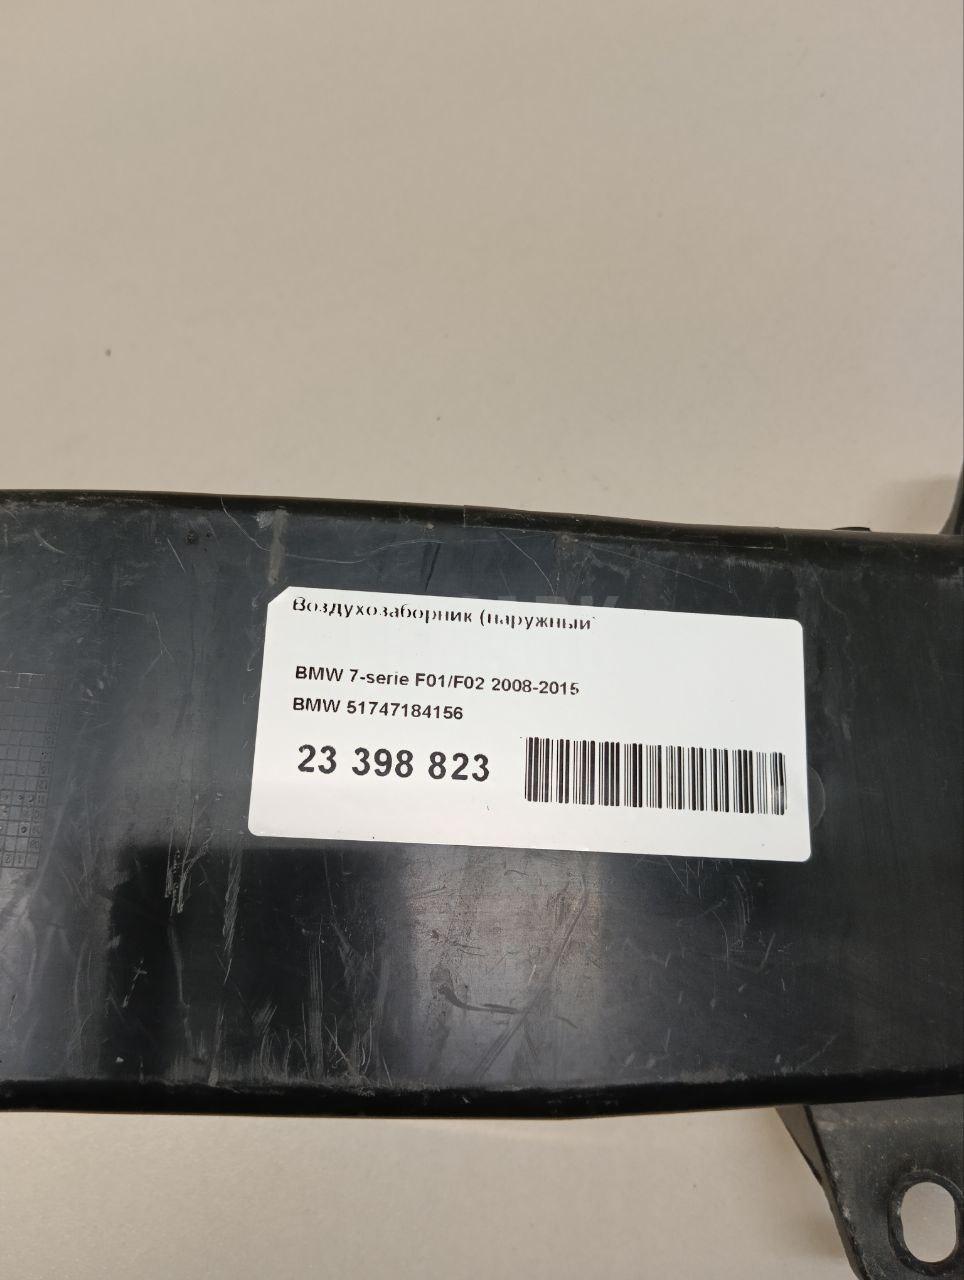 Воздухозаборник (наружный)
BMW 7-serie F01/F02 2008-2015
BMW 51747184156
23 398 823